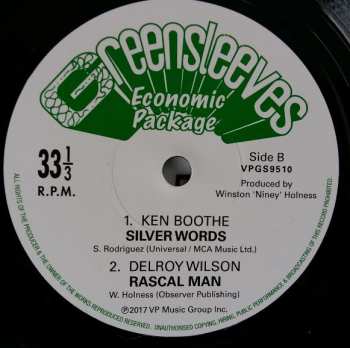 Greensleeves
Economic
Package
33 1/3
R.P.M.
Side B
VPGS9510
Produced by
Winston 'Niney' Holness
1. KEN BOOTHE
SILVER WORDS
S. Rodriguez (Universal / MCA Music Ltd.)
2. DELROY WILSON
RASCAL MAN
W. Holness (Observer Publishing)
℗2017 VP Music Group Inc.
ALL RIGHTS OF THE PRODUCER & THE OWNER OF THE WORKS REPRODUCED RESERVED. UNAUTHORISED COPYING, HIRING, PUBLIC PERFORMANCE & BROADCASTING OF THIS RECORD PROHIBITED.